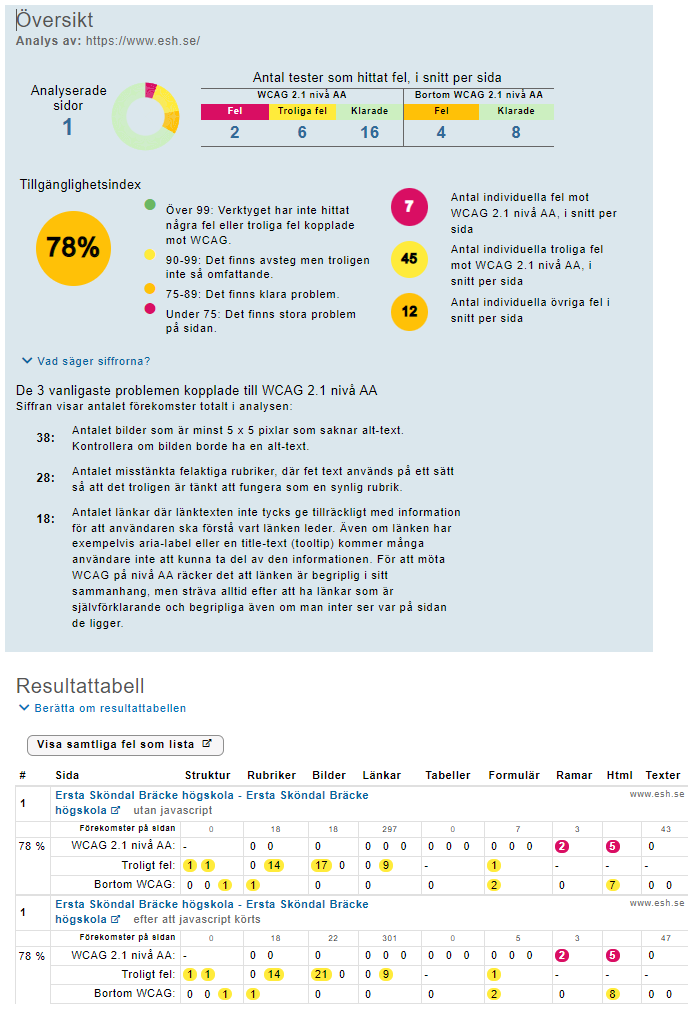 Översikt
Analys av: https://www.esh.se/
Analyserade
sidor
1
Antal tester som hittat fel, i snitt per sida
WCAG 2.1 nivå AA Bortom WCAG 2.1 nivå AA
Fel Troliga fel Klarade Fel Klarade
2 6 16 4 8
Tillgänglighetsindex
78%
Över 99: Verktyget har inte hittat
några fel eller troliga fel kopplade
mot WCAG.
90-99: Det finns avsteg men troligen
inte så omfattande.
75-89: Det finns klara problem.
Under 75: Det finns stora problem
på sidan.
7
Antal individuella fel mot
WCAG 2.1 nivå AA, i snitt per
sida
45
Antal individuella troliga fel
mot WCAG 2.1 nivå AA, i
snitt per sida
12
Antal individuella övriga fel i
snitt per sida
Vad säger siffrorna?
De 3 vanligaste problemen kopplade till WCAG 2.1 nivå AA
Siffran visar antalet förekomster totalt i analysen:
38: Antalet bilder som är minst 5 x 5 pixlar som saknar alt-text.
Kontrollera om bilden borde ha en alt-text.
28: Antalet misstänkta felaktiga rubriker, där fet text används på ett sätt
så att det troligen är tänkt att fungera som en synlig rubrik.
18: Antalet länkar där länktexten inte tycks ge tillräckligt med information
för att användaren ska förstå vart länken leder. Även om länken har
exempelvis aria-label eller en title-text (tooltip) kommer många
användare inte att kunna ta del av den informationen. För att möta
WCAG på nivå AA räcker det att länken är begriplig i sitt
sammanhang, men sträva alltid efter att ha länkar som är
självförklarande och begripliga även om man inter ser var på sidan
de ligger.
Resultattabell
Berätta om resultattabellen
Visa samtliga fel som lista
# Sida Struktur Rubriker Bilder Länkar Tabeller Formulär Ramar Html Texter
1 Ersta Sköndal Bräcke högskola - Ersta Sköndal Bräcke www.esh.se
högskola utan javascript
Förekomster på sidan 0 18 18 297 0 7 3 43
78 % WCAG 2.1 nivå AA: - 0 0 0 0 0 0 0 0 0 0 0 0 2 5 0
Troligt fel: 1 1 0 14 17 0 0 9 - 1 - - -
Bortom WCAG: 0 0 1 1 0 0 0 2 0 7 0 0
1 Ersta Sköndal Bräcke högskola - Ersta Sköndal Bräcke www.esh.se
högskola efter att javascript körts
Förekomster på sidan 0 18 22 301 0 5 3 47
78 % WCAG 2.1 nivå AA: - 0 0 0 0 0 0 0 0 0 0 0 0 2 5 0
Troligt fel: 1 1 0 14 21 0 0 9 - 1 - - -
Bortom WCAG: 0 0 1 1 0 0 0 2 0 8 0 0